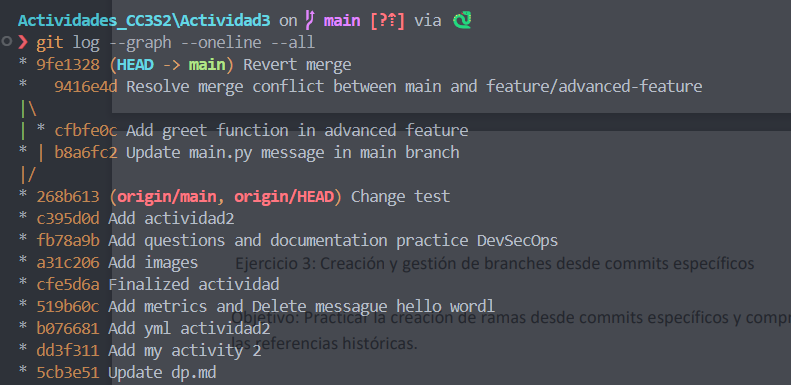 Actividades_CC3S2\Actividad3 on main [?⇡] via
❯ git log --graph --oneline --all
* 9fe1328 (HEAD -> main) Revert merge
*   9416e4d Resolve merge conflict between main and feature/advanced-feature
|\
| * cfbfe0c Add greet function in advanced feature
* | b8a6fc2 Update main.py message in main branch
|/
* 268b613 (origin/main, origin/HEAD) Change test
* c395d0d Add actividad2
* fb78a9b Add questions and documentation practice DevSecOps
* a31c206 Add images
Ejercicio 3: Creación y gestión de branches desde commits específicos
* cfe5d6a Finalized actividad
* 519b60c Add metrics and Delete messague hello wordl
Objetivo: Practicar la creación de ramas desde commits específicos y
* b076681 Add yml actividad2
* dd3f311 Add my activity 2
las referencias históricas.
* 5cb3e51 Update dp.md